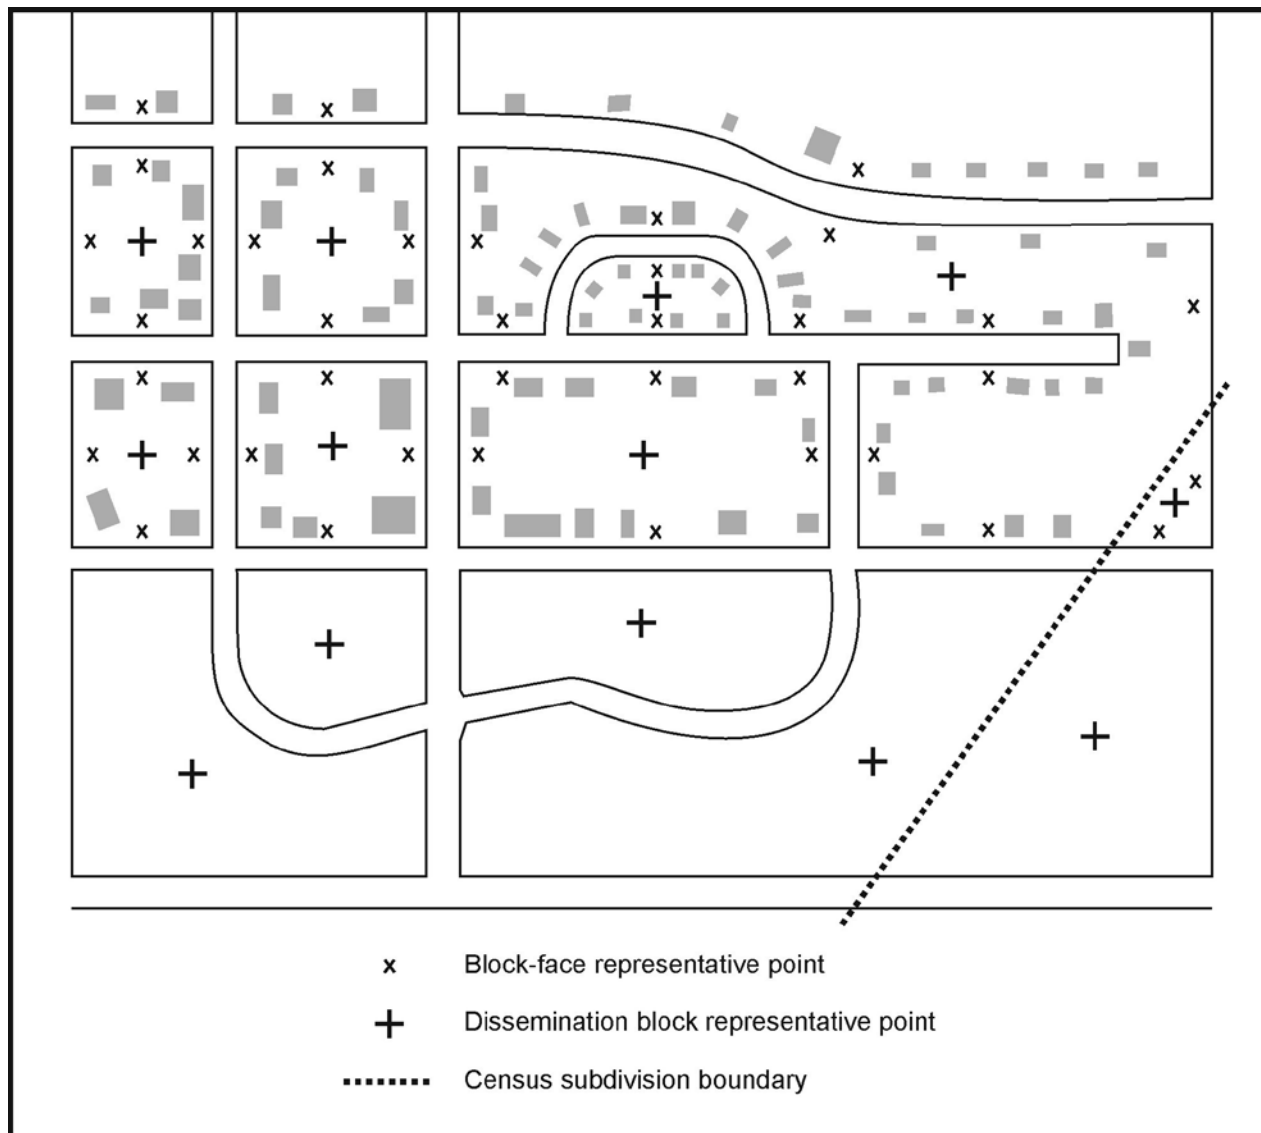 x Block-face representative point
+ Dissemination block representative point
Census subdivision boundary